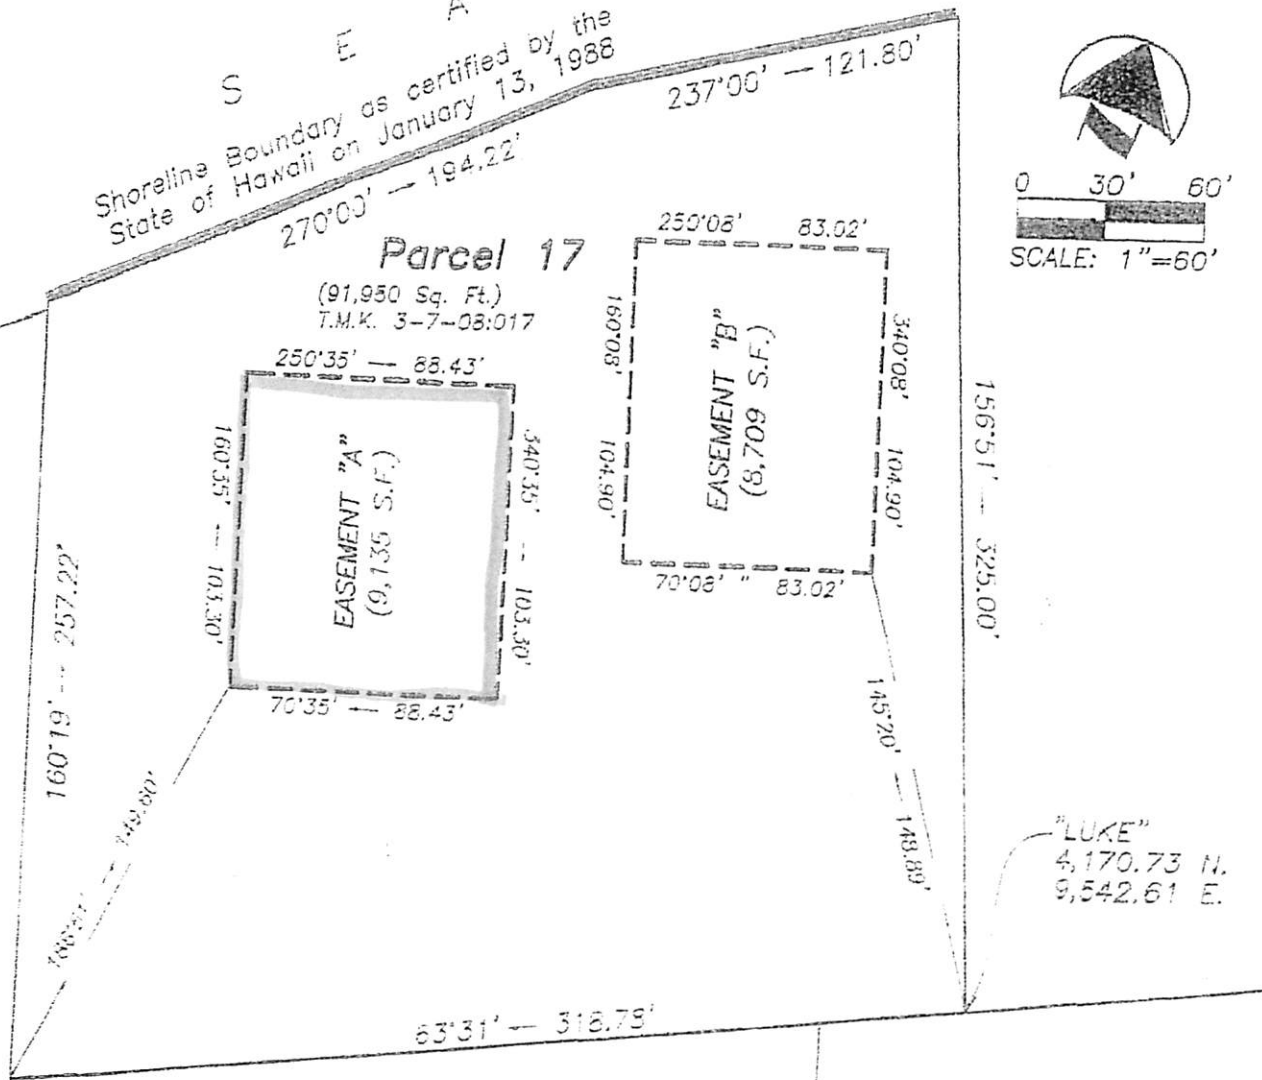 S E A
Shoreline Boundary as certified by the
State of Hawaii on January 13, 1988
270°00' — 194.22'
237°00' — 121.80'
0 30' 60'
SCALE: 1"=60'
Parcel 17
(91,950 Sq. Ft.)
T.M.K. 3-7-08:017
250°08' 83.02'
160°08' 104.90'
EASEMENT "B"
(8,709 S.F.)
340°08' 104.90'
70°08' " 83.02'
250°35' — 88.43'
160°35' — 103.30'
EASEMENT "A"
(9,135 S.F.)
340°35' — 103.30'
70°35' — 88.43'
156°51' — 325.00'
160°19' — 257.22'
149.60'
145°20' — 148.89'
"LUKE"
4,170.73 N.
9,542.61 E.
63°31' — 318.78'